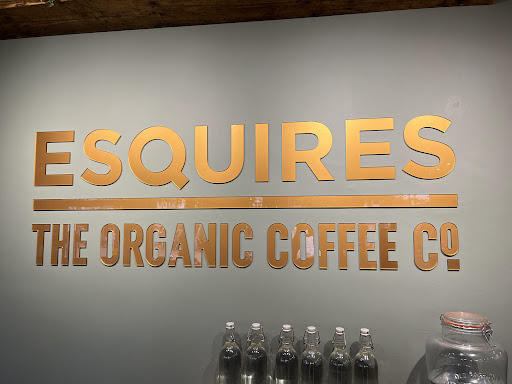 ESQUIRES
THE ORGANIC COFFEE Co